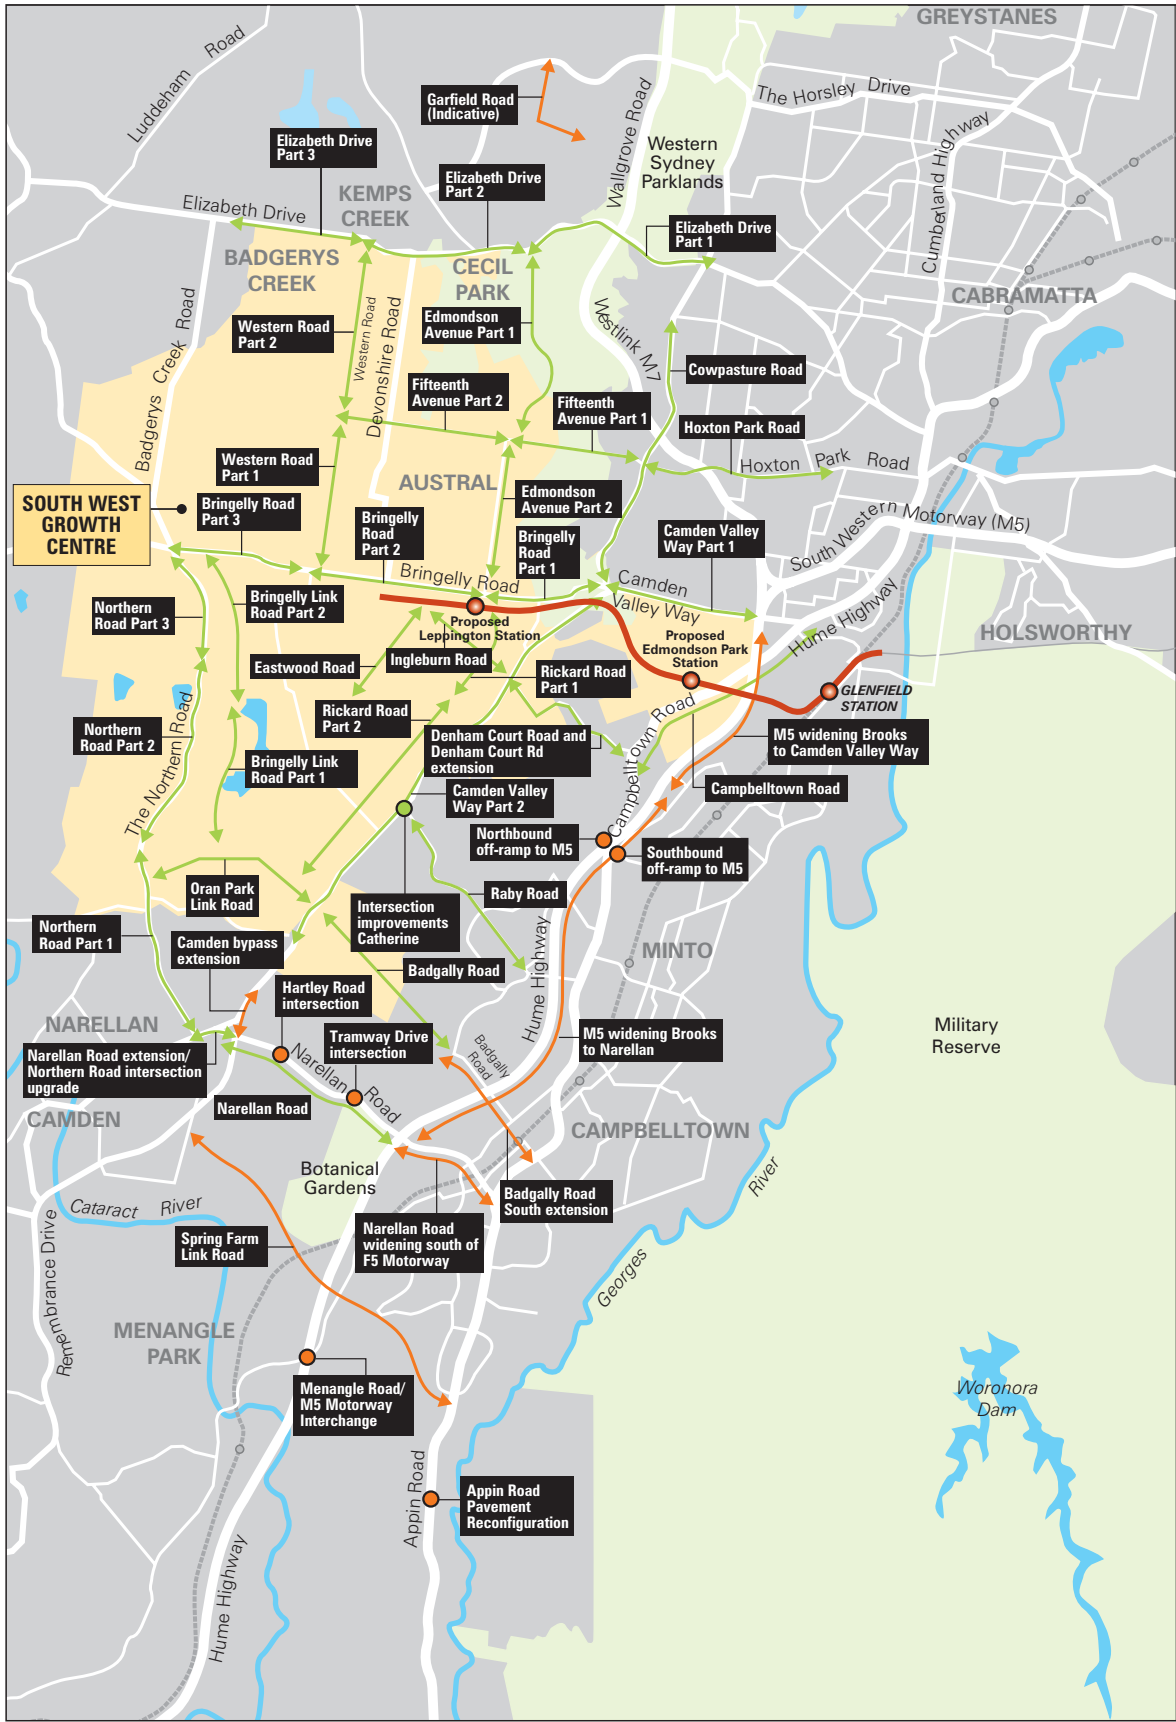 GREYSTANES
Luddeham Road
Garfield Road
(Indicative)
The Horsley Drive
Wallgrove Road
Cumberland Highway
Elizabeth Drive
Part 3
Western
Sydney
Parklands
Elizabeth Drive
Part 2
KEMPS
CREEK
Elizabeth Drive
Elizabeth Drive
Part 1
BADGERYS
CREEK
CECIL
PARK
CABRAMATTA
Badgerys Creek Road
Western Road
Part 2
Western Road
Devonshire Road
Edmondson
Avenue Part 1
Westlink M7
Cowpasture Road
Fifteenth
Avenue Part 2
Fifteenth
Avenue Part 1
Hoxton Park Road
Hoxton Park Road
Western Road
Part 1
AUSTRAL
SOUTH WEST
GROWTH
CENTRE
Bringelly Road
Part 3
Edmondson
Avenue Part 2
Bringelly
Road
Part 2
Bringelly
Road
Part 1
Camden Valley
Way Part 1
South Western Motorway (M5)
Bringelly Road
Camden
Valley Way
Hume Highway
Northern
Road Part 3
Bringelly Link
Road Part 2
Proposed
Leppington Station
Proposed
Edmondson Park
Station
HOLSWORTHY
Eastwood Road
Ingleburn Road
Rickard Road
Part 1
GLENFIELD
STATION
Rickard Road
Part 2
Northern
Road Part 2
The Northern Road
Denham Court Road and
Denham Court Rd
extension
Campbelltown Road
M5 widening Brooks
to Camden Valley Way
Bringelly Link
Road Part 1
Camden Valley
Way Part 2
Campbelltown Road
Northbound
off-ramp to M5
Southbound
off-ramp to M5
Oran Park
Link Road
Raby Road
Intersection
improvements
Catherine
Northern
Road Part 1
Camden bypass
extension
Hume Highway
MINTO
Badgally Road
Hartley Road
intersection
NARELLAN
Tramway Drive
intersection
M5 widening Brooks
to Narellan
Military
Reserve
Narellan Road extension/
Northern Road intersection
upgrade
Narellan Road
Badgally
Road
Narellan Road
CAMDEN
CAMPBELLTOWN
Botanical
Gardens
Georges River
Badgally Road
South extension
Cataract River
Remembrance Drive
Spring Farm
Link Road
Narellan Road
widening south of
F5 Motorway
MENANGLE
PARK
Menangle Road/
M5 Motorway
Interchange
Woronora
Dam
Appin Road
Appin Road
Pavement
Reconfiguration
Hume Highway